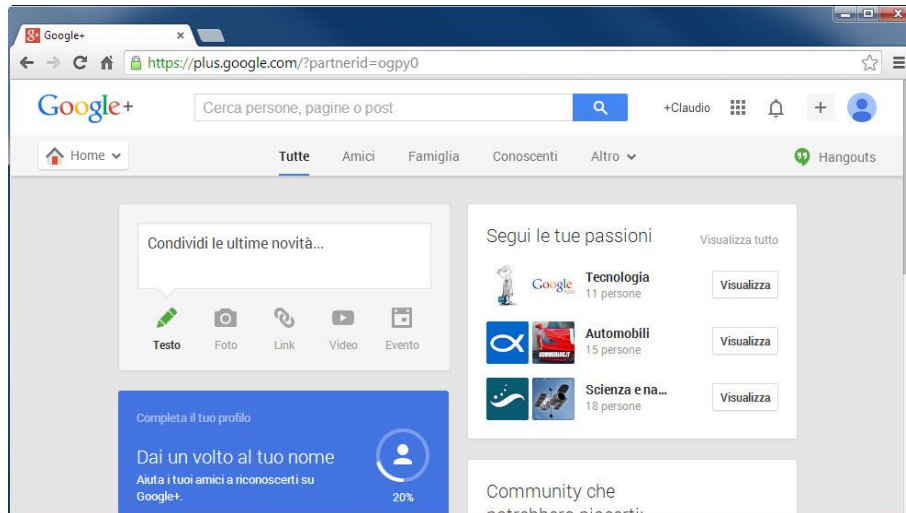 Google+
https://plus.google.com/?partnerid=ogpy0
Google+
Cerca persone, pagine o post
+Claudio
Home
Tutte
Amici
Famiglia
Conoscenti
Altro
Hangouts
Condividi le ultime novità...
Testo
Foto
Link
Video
Evento
Completa il tuo profilo
Dai un volto al tuo nome
Aiuta i tuoi amici a riconoscerti su
Google+.
20%
Segui le tue passioni
Visualizza tutto
Google
Tecnologia
11 persone
Visualizza
Automobili
15 persone
Visualizza
Scienza e na...
18 persone
Visualizza
Community che
potrebbero piacerti: